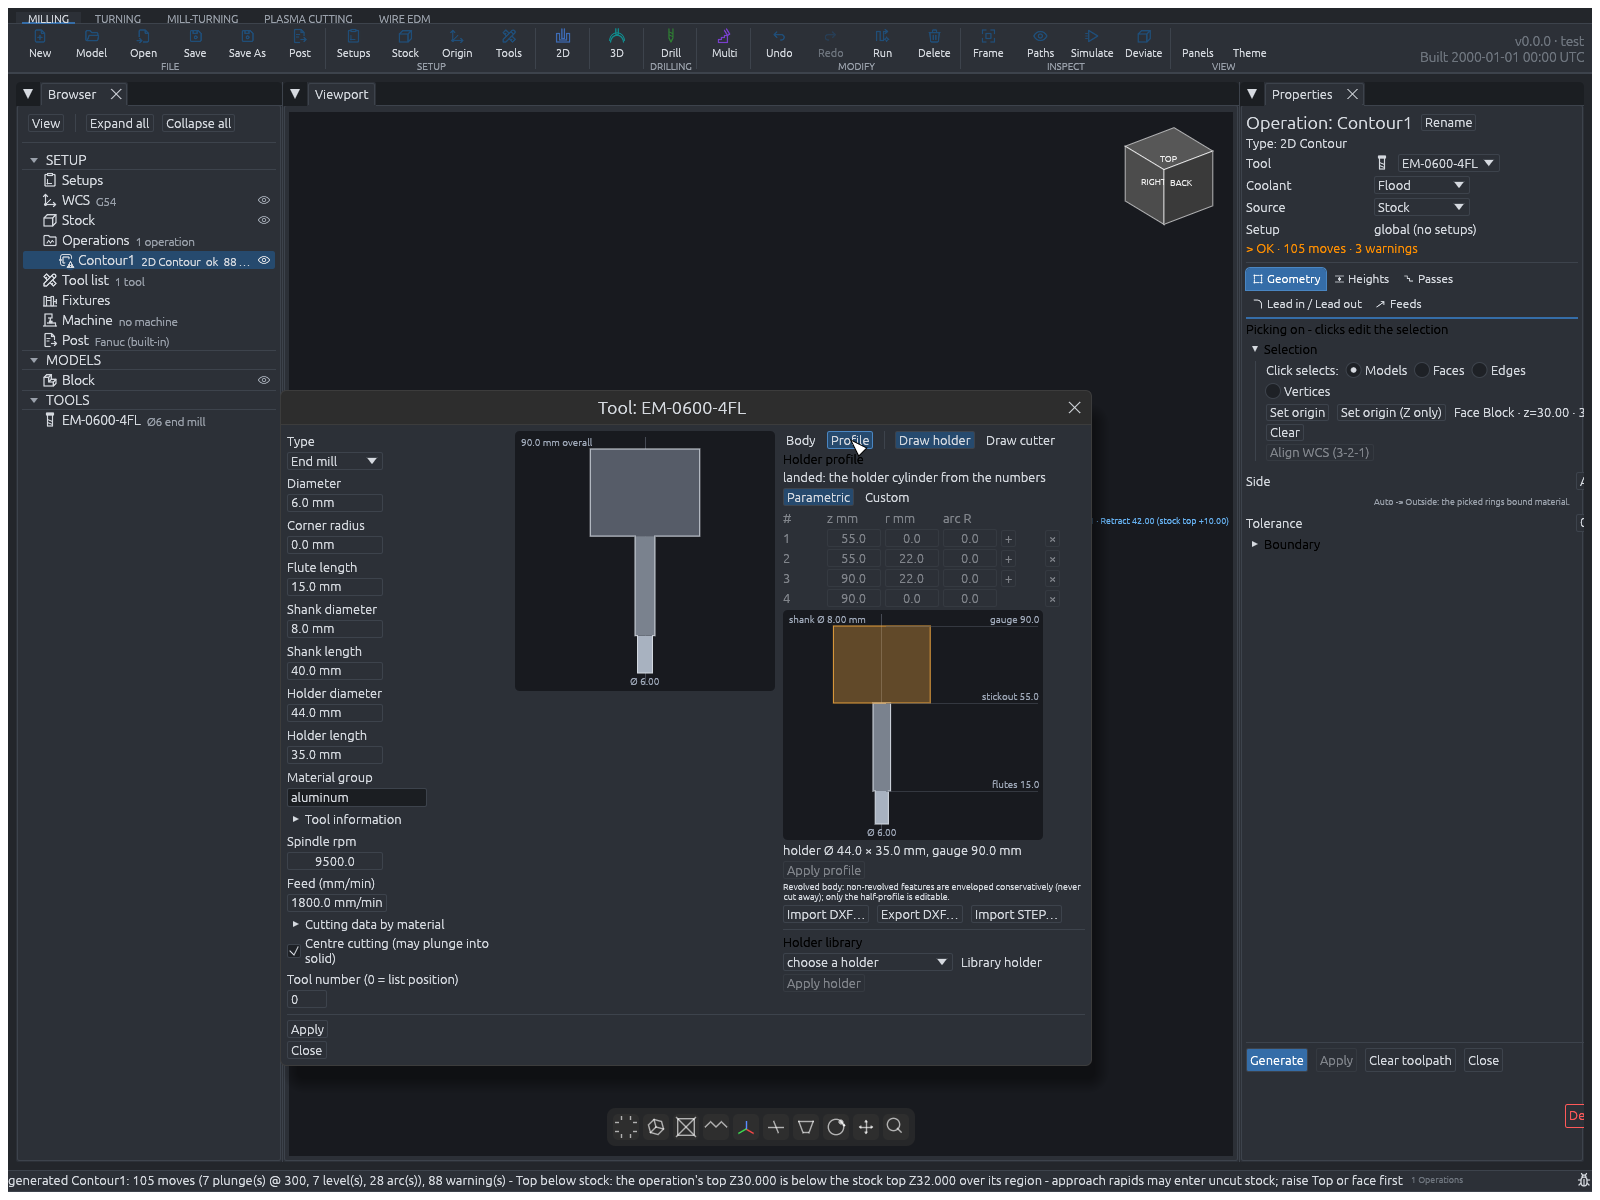 MILLING TURNING MILL-TURNING PLASMA CUTTING WIRE EDM
New Model Open Save Save As Post Setups Stock Origin Tools 2D 3D Drill Multi Undo Redo Run Delete Frame Paths Simulate Deviate Panels Theme
FILE SETUP DRILLING MODIFY INSPECT VIEW
v0.0.0 · test
Built 2000-01-01 00:00 UTC
Browser
View Expand all Collapse all
SETUP
Setups
WCS G54
Stock
Operations 1 operation
Contour1 2D Contour ok 88 ...
Tool list 1 tool
Fixtures
Machine no machine
Post Fanuc (built-in)
MODELS
Block
TOOLS
EM-0600-4FL Ø6 end mill
Viewport
TOP
RIGHT BACK
· Retract 42.00 (stock top +10.00)
Tool: EM-0600-4FL
Type
End mill
Diameter
6.0 mm
Corner radius
0.0 mm
Flute length
15.0 mm
Shank diameter
8.0 mm
Shank length
40.0 mm
Holder diameter
44.0 mm
Holder length
35.0 mm
Material group
aluminum
Tool information
Spindle rpm
9500.0
Feed (mm/min)
1800.0 mm/min
Cutting data by material
Centre cutting (may plunge into
solid)
Tool number (0 = list position)
0
Apply
Close
90.0 mm overall
Ø 6.00
Body Profile Draw holder Draw cutter
Holder profile
landed: the holder cylinder from the numbers
Parametric Custom
# z mm r mm arc R
1 55.0 0.0 0.0 + ×
2 55.0 22.0 0.0 + ×
3 90.0 22.0 0.0 + ×
4 90.0 0.0 0.0 ×
shank Ø 8.00 mm gauge 90.0
stickout 55.0
flutes 15.0
Ø 6.00
holder Ø 44.0 × 35.0 mm, gauge 90.0 mm
Apply profile
Revolved body: non-revolved features are enveloped conservatively (never
cut away); only the half-profile is editable.
Import DXF... Export DXF... Import STEP...
Holder library
choose a holder Library holder
Apply holder
Properties
Operation: Contour1 Rename
Type: 2D Contour
Tool EM-0600-4FL
Coolant Flood
Source Stock
Setup global (no setups)
> OK · 105 moves · 3 warnings
Geometry Heights Passes
Lead in / Lead out Feeds
Picking on - clicks edit the selection
Selection
Click selects: Models Faces Edges
Vertices
Set origin Set origin (Z only) Face Block · z=30.00 · 3
Clear
Align WCS (3-2-1)
Side
Auto -> Outside: the picked rings bound material.
Tolerance
Boundary
Generate Apply Clear toolpath Close
De
generated Contour1: 105 moves (7 plunge(s) @ 300, 7 level(s), 28 arc(s)), 88 warning(s) - Top below stock: the operation's top Z30.000 is below the stock top Z32.000 over its region - approach rapids may enter uncut stock; raise Top or face first 1 Operations